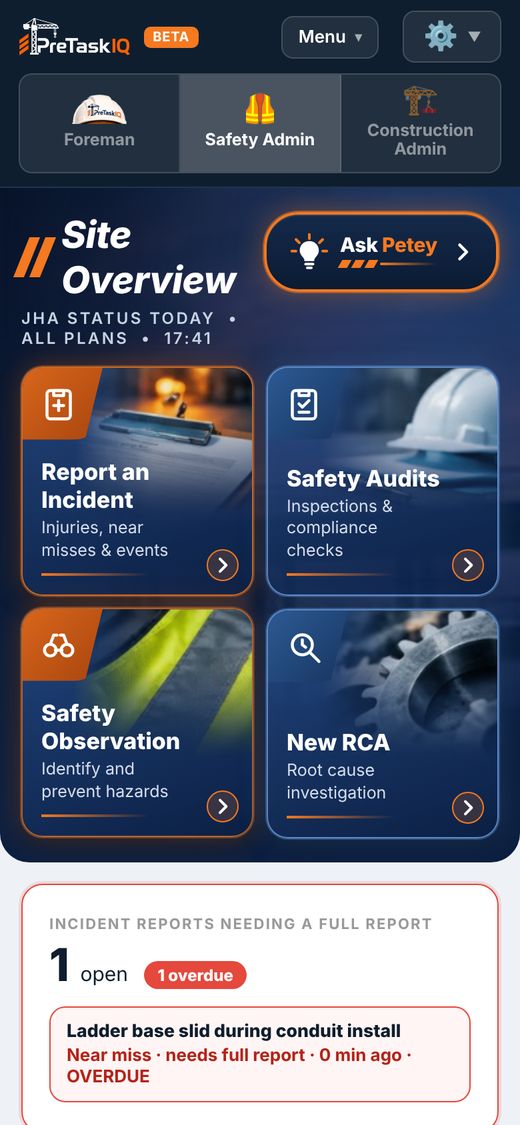 PreTaskIQ BETA
Menu ▾
▼
PreTaskIQ
Foreman
Safety Admin
Construction
Admin
Site
Overview
Ask Petey
JHA STATUS TODAY •
ALL PLANS • 17:41
Report an
Incident
Injuries, near
misses & events
Safety Audits
Inspections &
compliance
checks
Safety
Observation
Identify and
prevent hazards
New RCA
Root cause
investigation
INCIDENT REPORTS NEEDING A FULL REPORT
1 open 1 overdue
Ladder base slid during conduit install
Near miss · needs full report · 0 min ago ·
OVERDUE